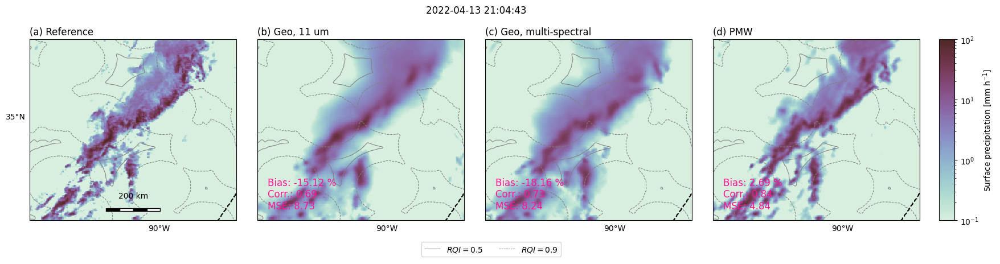 2022-04-13 21:04:43
(a) Reference
(b) Geo, 11 um
(c) Geo, multi-spectral
(d) PMW
35°N
200 km
90°W
Bias: -15.12 %
Corr.: 0.69
MSE: 8.73
90°W
Bias: -18.16 %
Corr.: 0.73
MSE: 8.24
90°W
Bias: 2.69 %
Corr.: 0.84
MSE: 4.84
90°W
10²
10¹
10⁰
10⁻¹
Surface precipitation [mm h⁻¹]
RQI = 0.5
RQI = 0.9